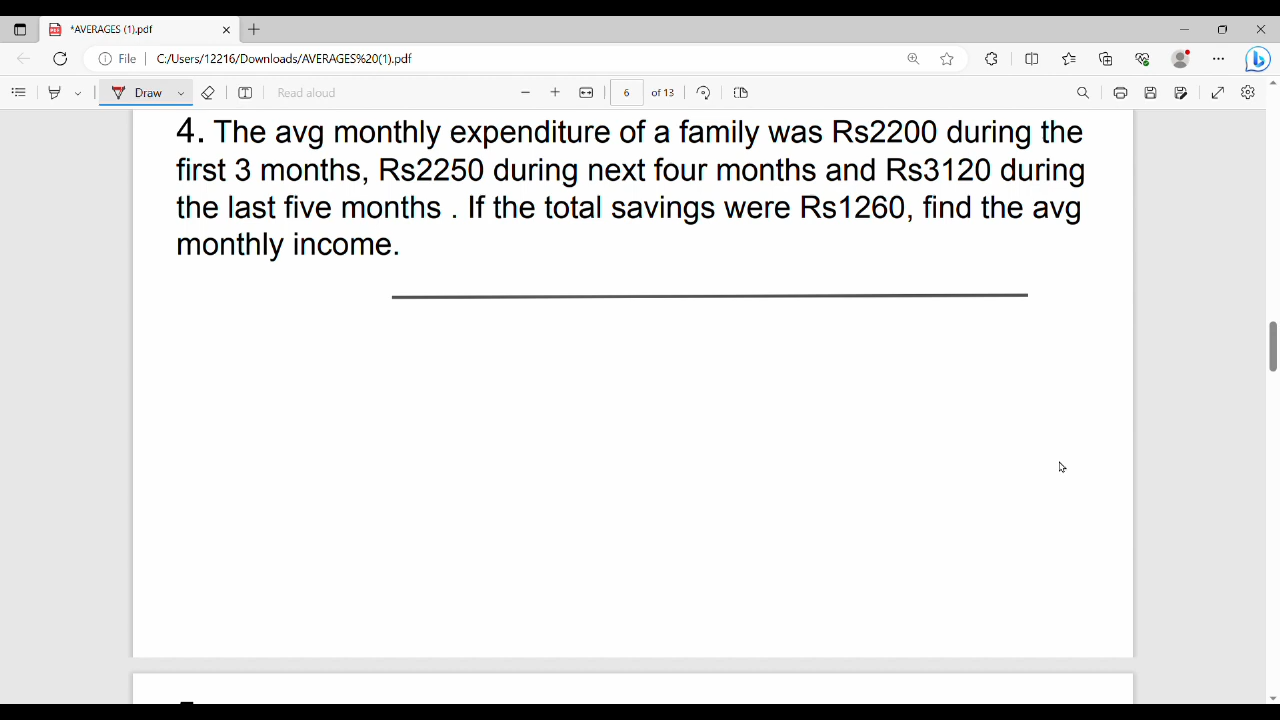 *AVERAGES (1).pdf
File C:/Users/12216/Downloads/AVERAGES%20(1).pdf
Draw Read aloud 6 of 13
4. The avg monthly expenditure of a family was Rs2200 during the
first 3 months, Rs2250 during next four months and Rs3120 during
the last five months . If the total savings were Rs1260, find the avg
monthly income.